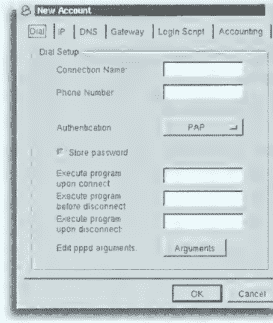 New Account
Dial IP DNS Gateway Login Script Accounting
Dial Setup
Connection Name
Phone Number
Authentication PAP
Store password
Execute program
upon connect
Execute program
before disconnect
Execute program
upon disconnect
Edit pppd arguments Arguments
OK Cancel